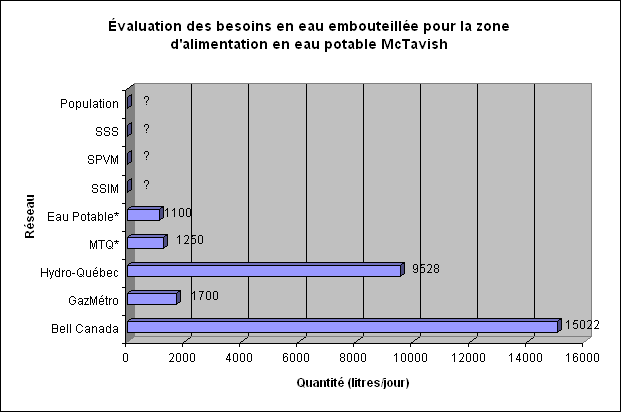 Évaluation des besoins en eau embouteillée pour la zone
d'alimentation en eau potable McTavish
Réseau
Population ?
SSS ?
SPVM ?
SSIM ?
Eau Potable* 1100
MTQ* 1250
Hydro-Québec 9528
GazMétro 1700
Bell Canada 15022
0 2000 4000 6000 8000 10000 12000 14000 16000
Quantité (litres/jour)